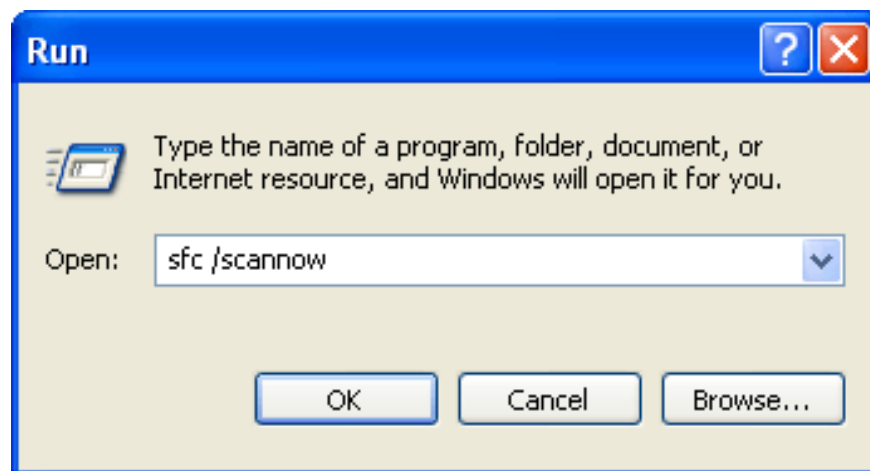 Run
Type the name of a program, folder, document, or
Internet resource, and Windows will open it for you.
Open: sfc /scannow
OK Cancel Browse...